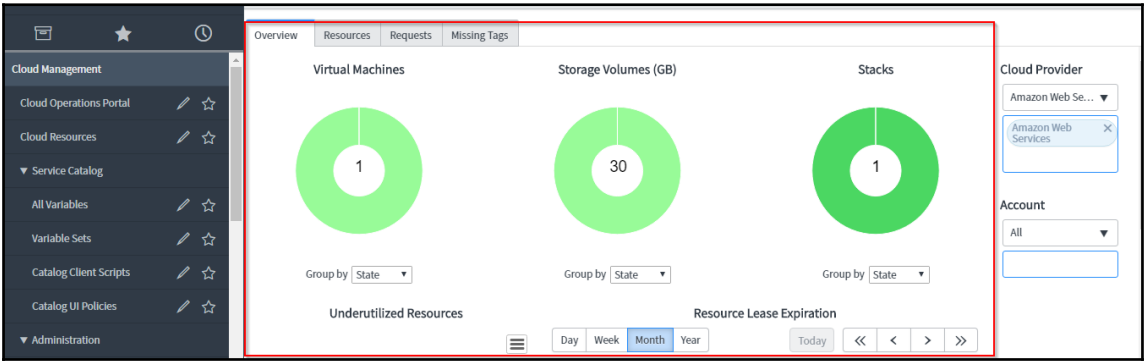 Cloud Management
Cloud Operations Portal
Cloud Resources
▼ Service Catalog
All Variables
Variable Sets
Catalog Client Scripts
Catalog UI Policies
▼ Administration
Overview Resources Requests Missing Tags
Virtual Machines Storage Volumes (GB) Stacks
1 30 1
Group by State ▼ Group by State ▼ Group by State ▼
Underutilized Resources Resource Lease Expiration
Day Week Month Year Today « < > »
Cloud Provider
Amazon Web Se... ▼
Amazon Web ×
Services
Account
All ▼